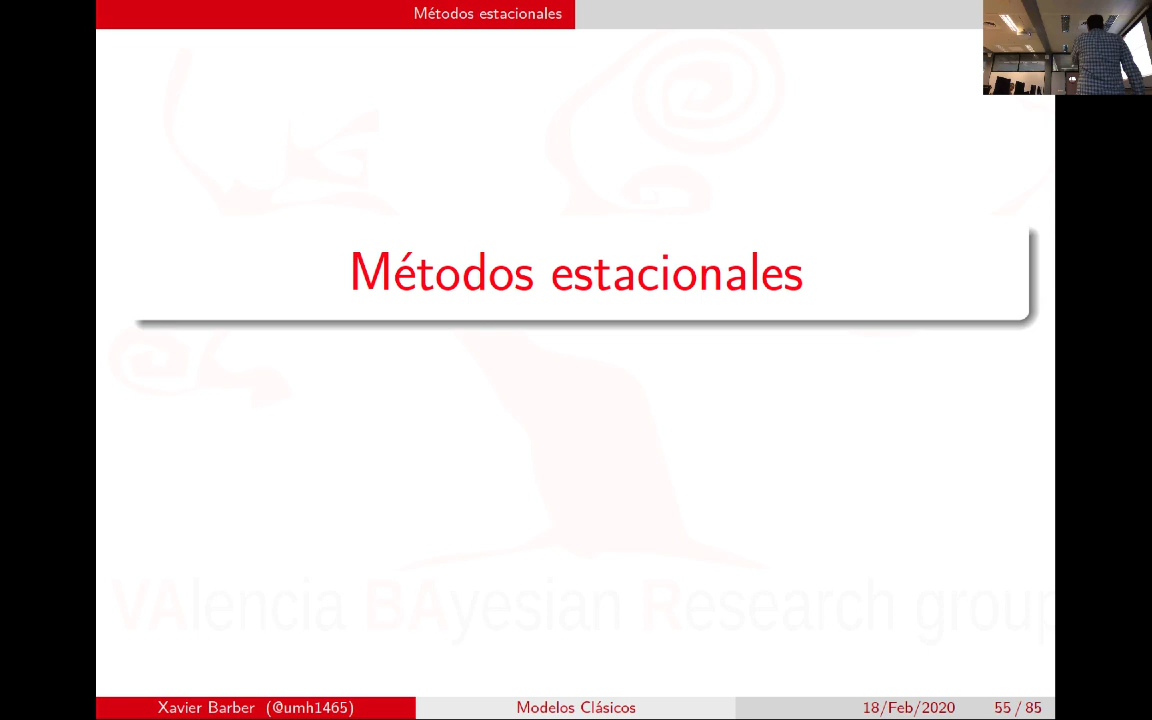 Métodos estacionales
Métodos estacionales
VAlencia BAyesian Research group
Xavier Barber (@umh1465) Modelos Clásicos 18/Feb/2020 55 / 85